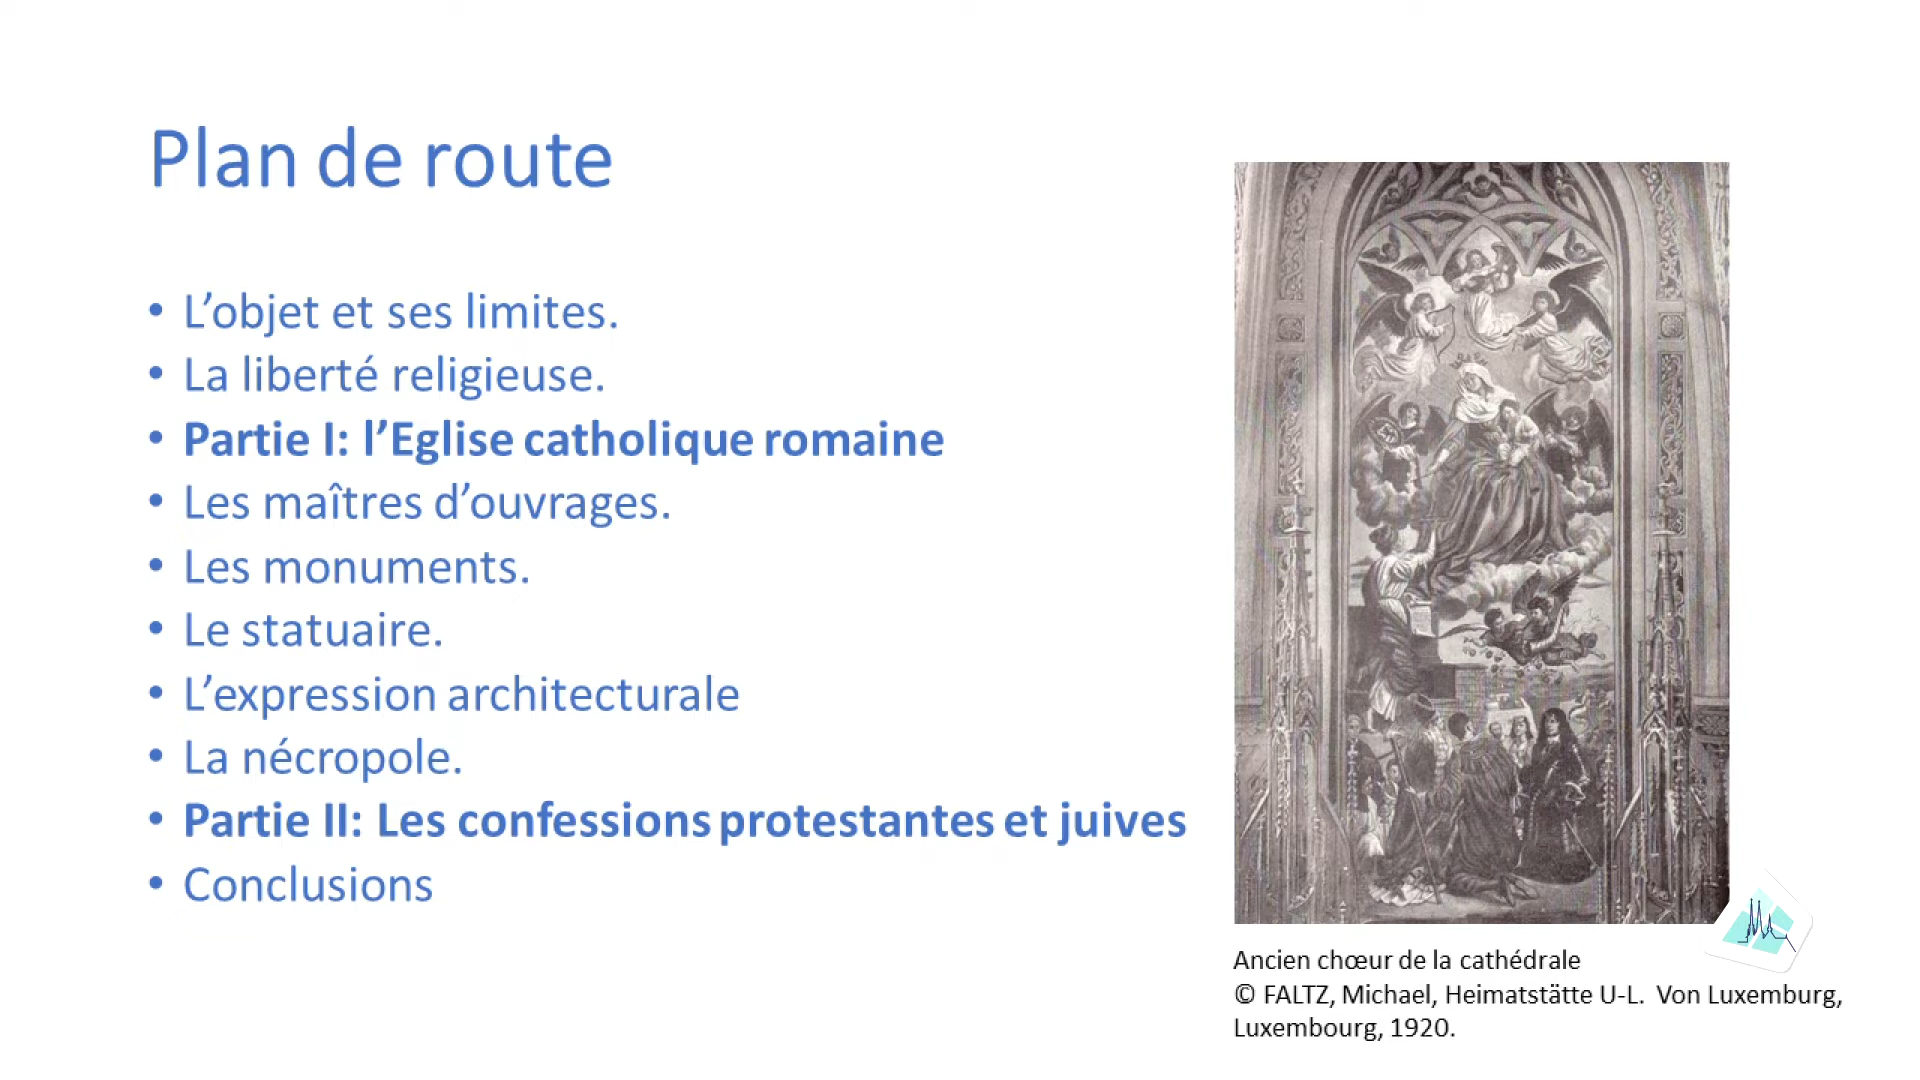 Plan de route
• L’objet et ses limites.
• La liberté religieuse.
• Partie I: l’Eglise catholique romaine
• Les maîtres d’ouvrages.
• Les monuments.
• Le statuaire.
• L’expression architecturale
• La nécropole.
• Partie II: Les confessions protestantes et juives
• Conclusions
Ancien chœur de la cathédrale
© FALTZ, Michael, Heimatstätte U-L. Von Luxemburg,
Luxembourg, 1920.